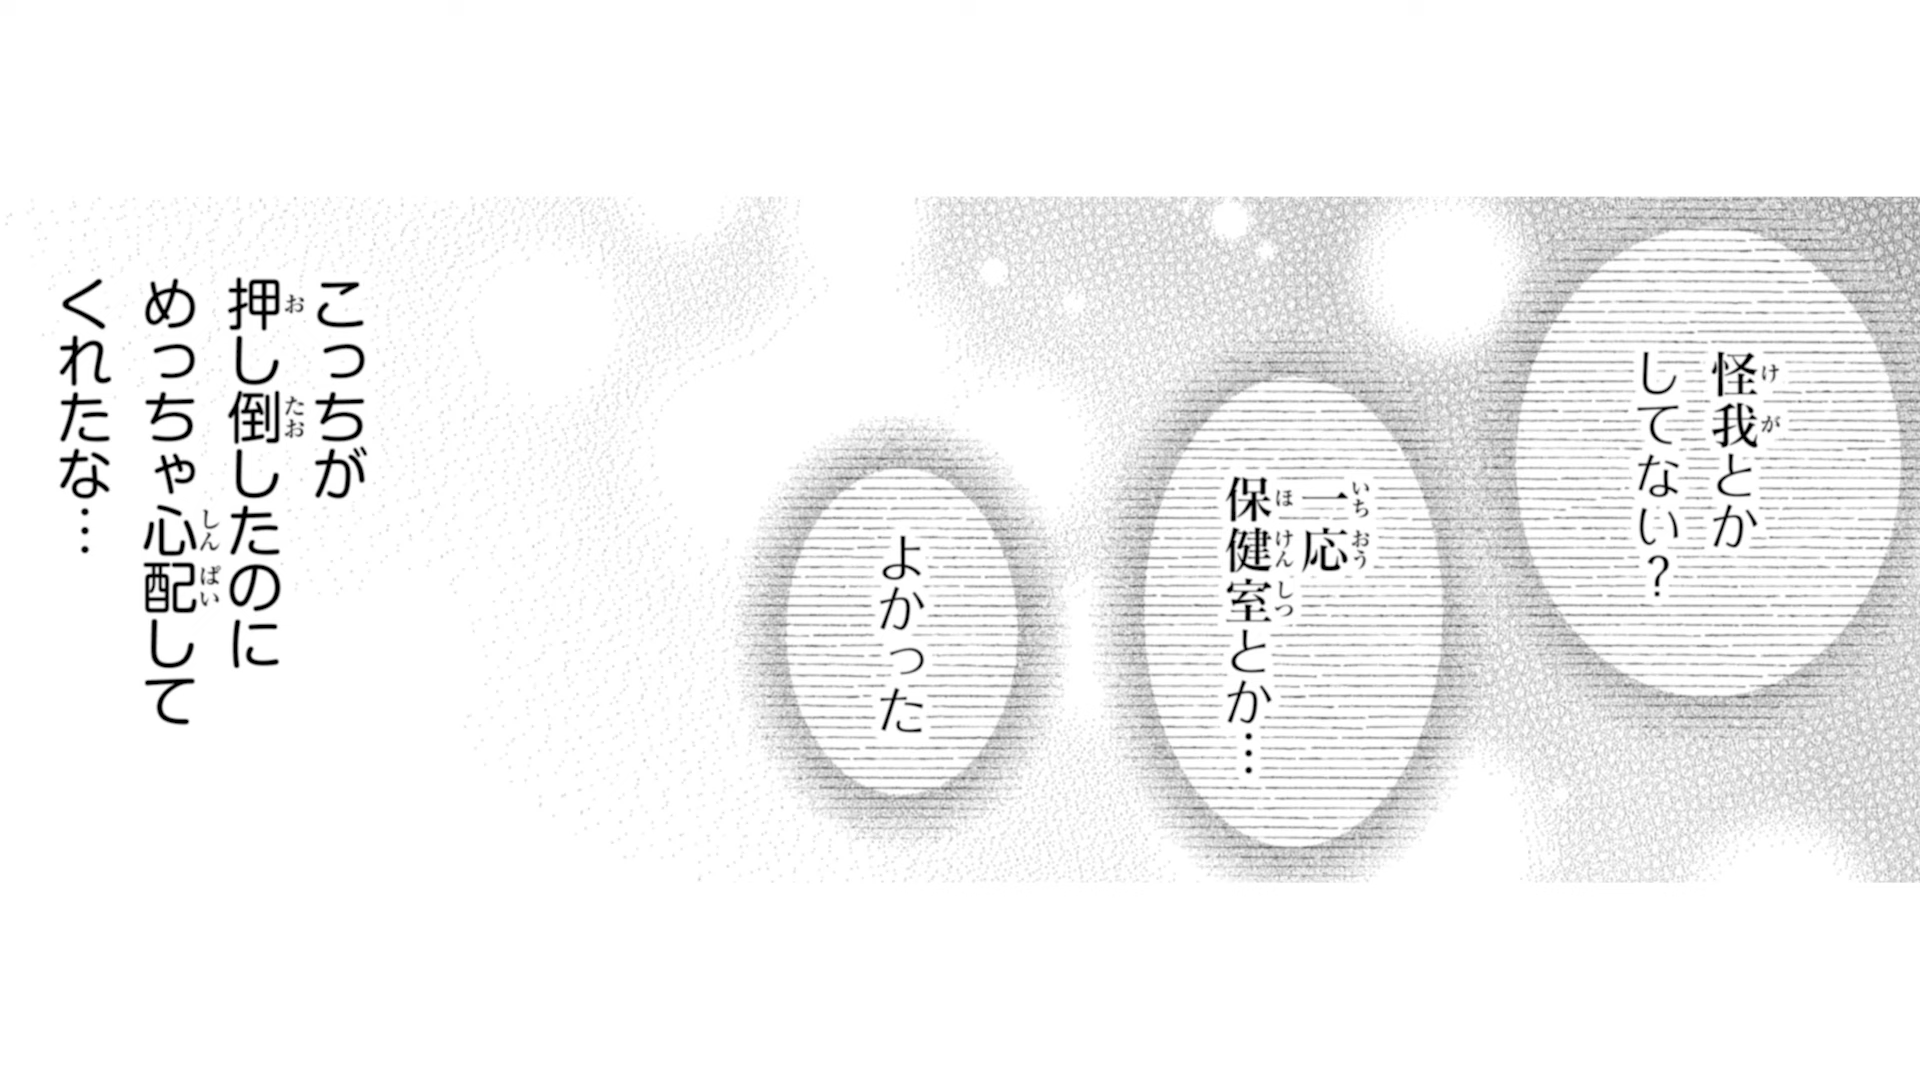 怪我とか
してない?
一応
保健室とか…
よかった
こっちが
押し倒したのに
めっちゃ心配して
くれたな…